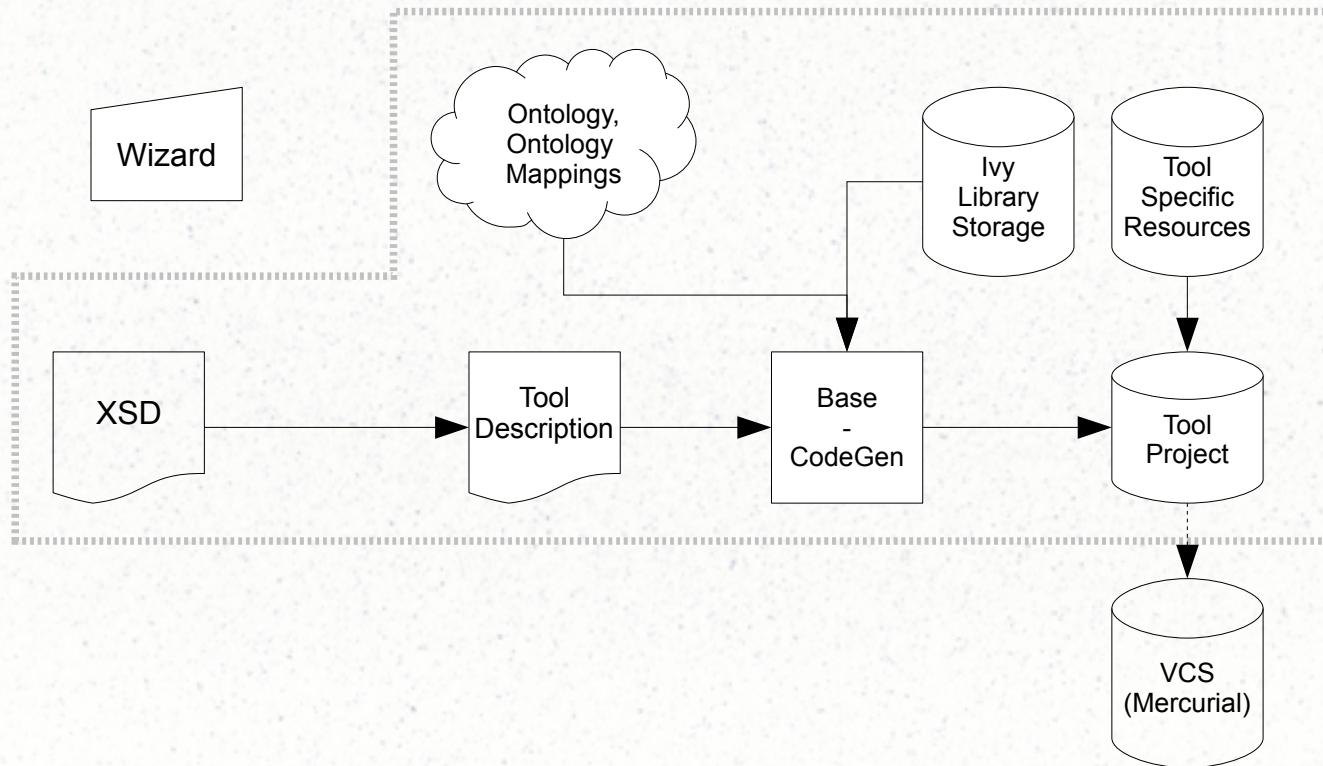 Wizard
Ontology,
Ontology
Mappings
Ivy
Library
Storage
Tool
Specific
Resources
XSD
Tool
Description
Base
-
CodeGen
Tool
Project
VCS
(Mercurial)